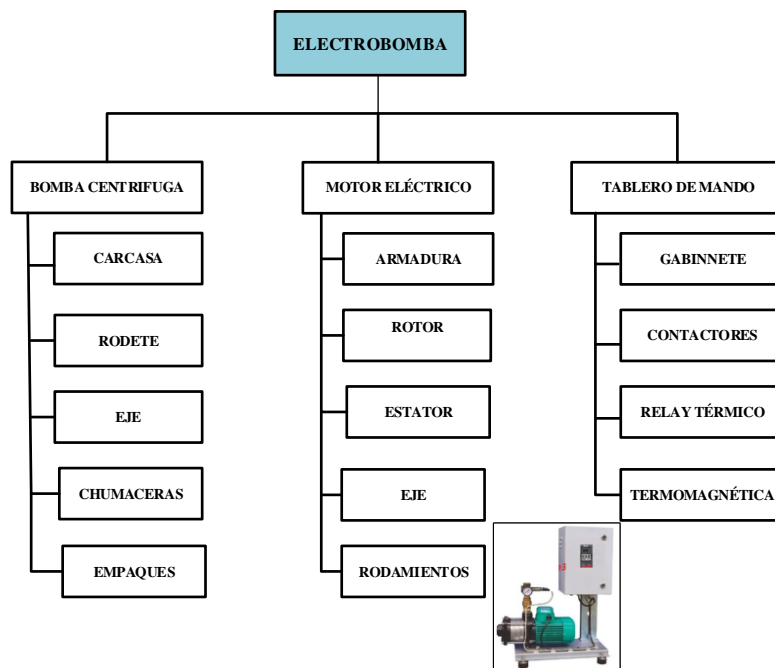 ELECTROBOMBA
BOMBA CENTRIFUGA
CARCASA
RODETE
EJE
CHUMACERAS
EMPAQUES
MOTOR ELÉCTRICO
ARMADURA
ROTOR
ESTATOR
EJE
RODAMIENTOS
TABLERO DE MANDO
GABINNETE
CONTACTORES
RELAY TÉRMICO
TERMOMAGNÉTICA